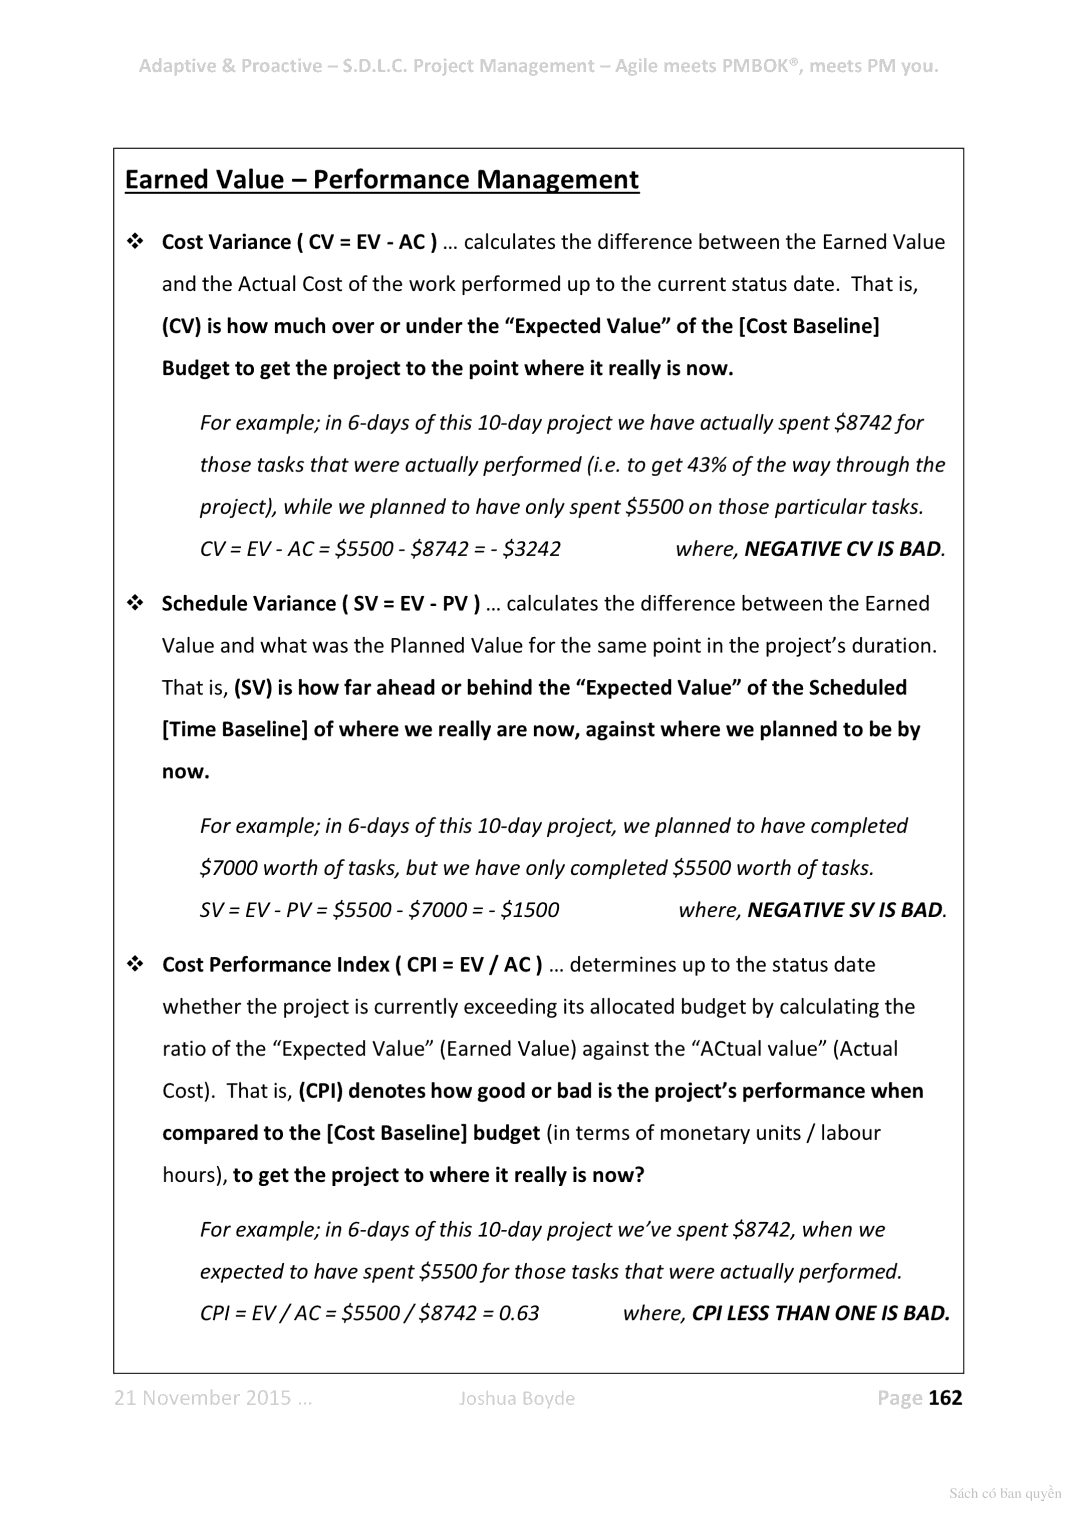 Adaptive & Proactive – S.D.L.C. Project Management – Agile meets PMBOK®, meets PM you.
Earned Value – Performance Management
❖ Cost Variance ( CV = EV - AC ) … calculates the difference between the Earned Value
and the Actual Cost of the work performed up to the current status date.  That is,
(CV) is how much over or under the “Expected Value” of the [Cost Baseline]
Budget to get the project to the point where it really is now.
For example; in 6-days of this 10-day project we have actually spent $8742 for
those tasks that were actually performed (i.e. to get 43% of the way through the
project), while we planned to have only spent $5500 on those particular tasks.
CV = EV - AC = $5500 - $8742 = - $3242 where, NEGATIVE CV IS BAD.
❖ Schedule Variance ( SV = EV - PV ) … calculates the difference between the Earned
Value and what was the Planned Value for the same point in the project’s duration.
That is, (SV) is how far ahead or behind the “Expected Value” of the Scheduled
[Time Baseline] of where we really are now, against where we planned to be by
now.
For example; in 6-days of this 10-day project, we planned to have completed
$7000 worth of tasks, but we have only completed $5500 worth of tasks.
SV = EV - PV = $5500 - $7000 = - $1500 where, NEGATIVE SV IS BAD.
❖ Cost Performance Index ( CPI = EV / AC ) … determines up to the status date
whether the project is currently exceeding its allocated budget by calculating the
ratio of the “Expected Value” (Earned Value) against the “ACtual value” (Actual
Cost).  That is, (CPI) denotes how good or bad is the project’s performance when
compared to the [Cost Baseline] budget (in terms of monetary units / labour
hours), to get the project to where it really is now?
For example; in 6-days of this 10-day project we’ve spent $8742, when we
expected to have spent $5500 for those tasks that were actually performed.
CPI = EV / AC = $5500 / $8742 = 0.63 where, CPI LESS THAN ONE IS BAD.
21 November 2015 … Joshua Boyde Page 162
Sách có bản quyền